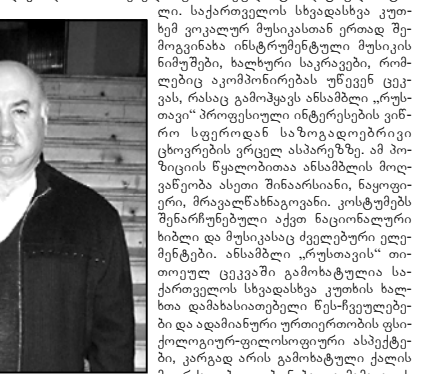 ლი. საქართველოს სხვადასხვა კუთ-
ხემ ვოკალურ მუსიკასთან ერთად შე-
მოგვინახა ინსტრუმენტული მუსიკის
ნიმუშები, ხალხური საკრავები, რომ-
ლებიც აკომპონირებას უწევენ ცეკ-
ვას, რასაც გამოჰყავს ანსამბლი „რუს-
თავი“ პროფესიული ინტერესების ვიწ-
რო სფეროდან საზოგადოებრივი
ცხოვრების ვრცელ ასპარეზზე. ამ პო-
ზიციის წყალობითაა ანსამბლის მოღ-
ვაწეობა ასეთი შინაარსიანი, ნაყოფი-
ერი, მრავალწახნაგოვანი. კოსტუმებს
შენარჩუნებული აქვთ ნაციონალური
ხიბლი და მუსიკასაც ძველებური ელე-
მენტები. ანსამბლი „რუსთავის“ თი-
თოეულ ცეკვაში გამოხატულია სა-
ქართველოს სხვადასხვა კუთხის ხალ-
ხთა დამახასიათებელი წეს-ჩვეულებე-
ბი და ადამიანური ურთიერთობის ფსი-
ქოლოგიურ-ფილოსოფიური ასპექტე-
ბი, კარგად არის გამოხატული ქალის